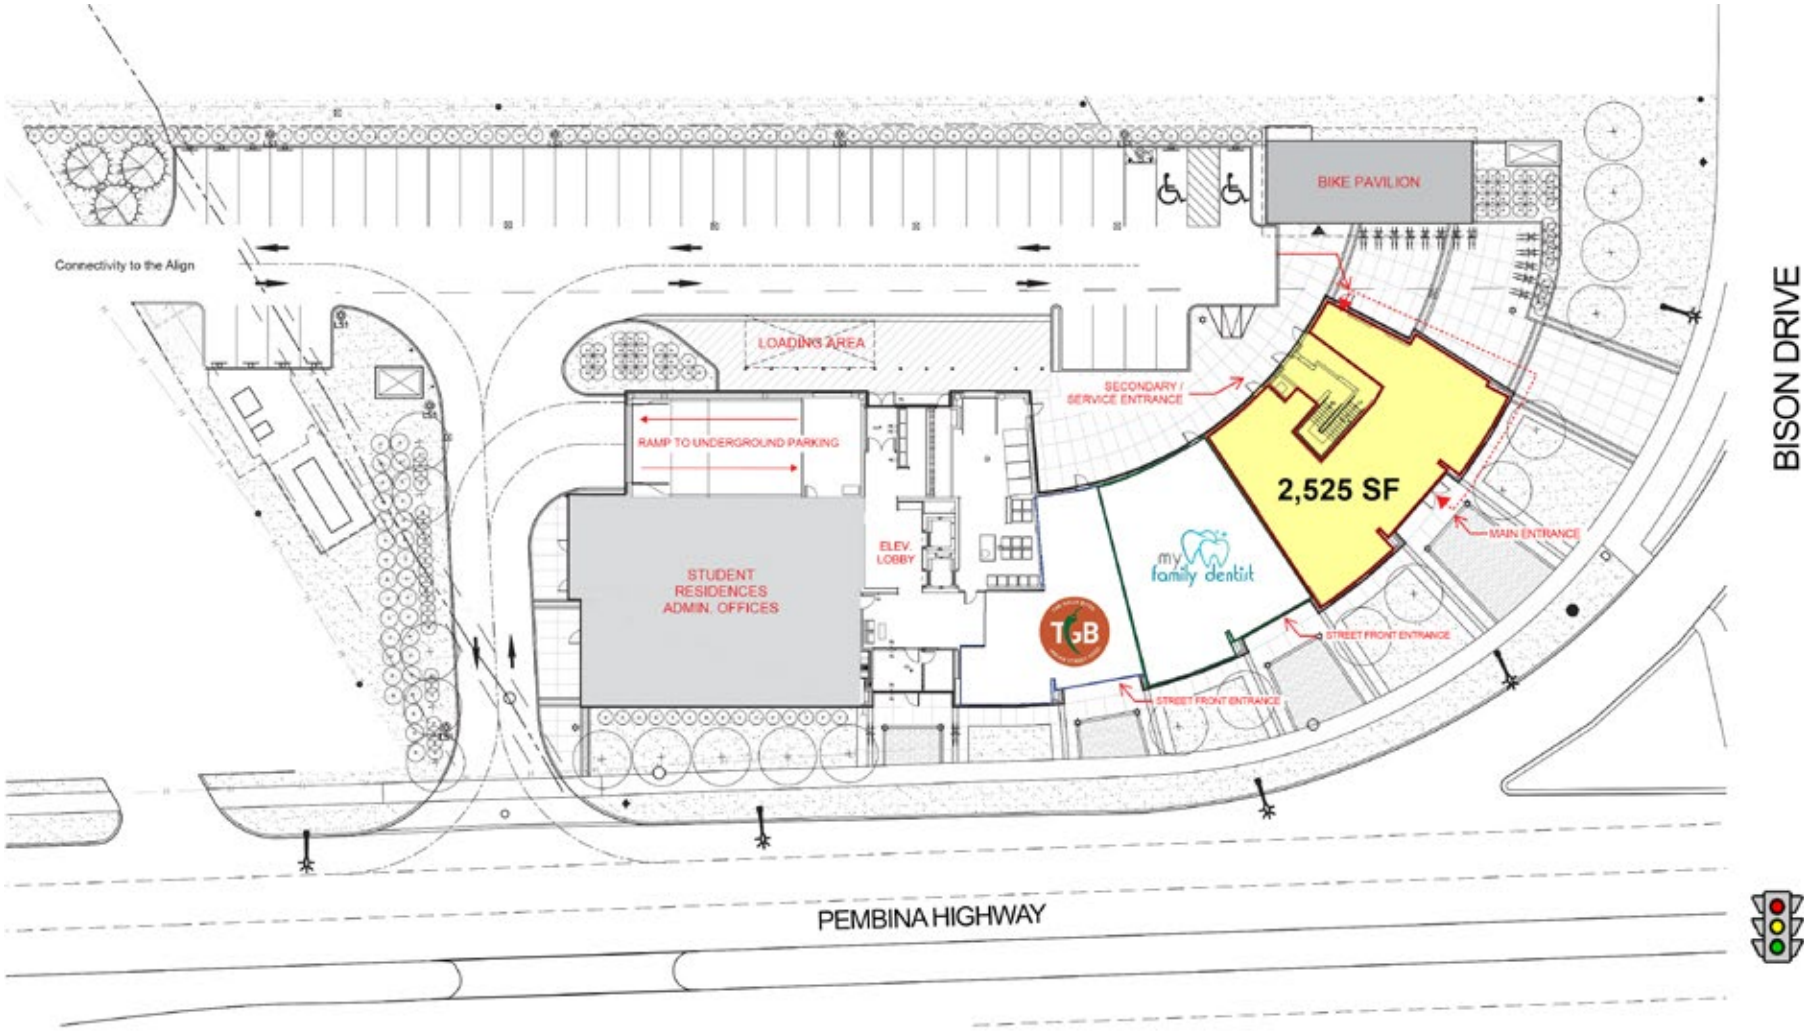 BIKE PAVILION
Connectivity to the Align
LOADING AREA
SECONDARY /
SERVICE ENTRANCE
RAMP TO UNDERGROUND PARKING
2,525 SF
MAIN ENTRANCE
ELEV.
LOBBY
my
family dentist
STUDENT
RESIDENCES
ADMIN. OFFICES
TGB
STREET FRONT ENTRANCE
STREET FRONT ENTRANCE
PEMBINA HIGHWAY
BISON DRIVE